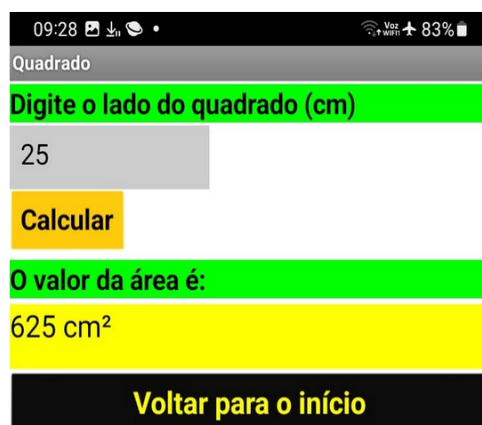 09:28 83%
Voz
WiFi1
Quadrado
Digite o lado do quadrado (cm)
25
Calcular
O valor da área é:
625 cm²
Voltar para o início